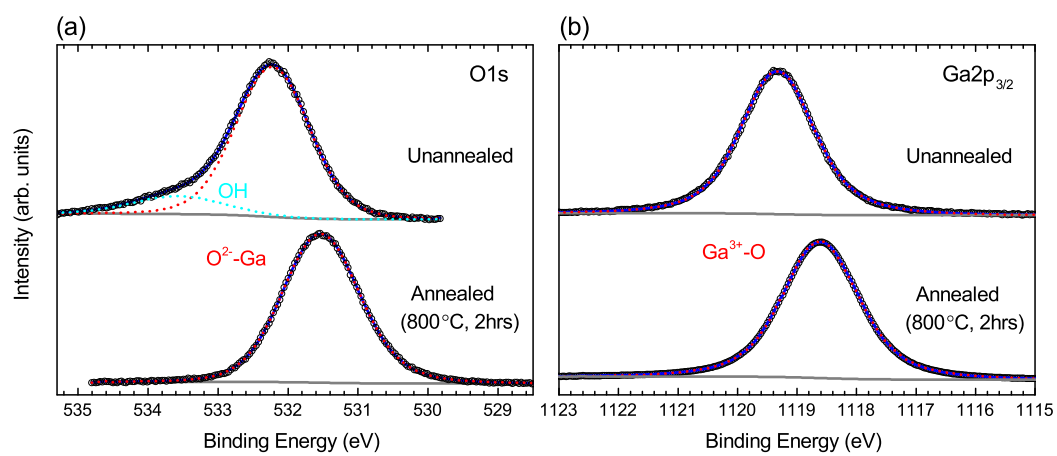 (a)
O1s
Unannealed
OH
O²⁻-Ga
Annealed
(800°C, 2hrs)
Intensity (arb. units)
535 534 533 532 531 530 529
Binding Energy (eV)
(b)
Ga2p₃/₂
Unannealed
Ga³⁺-O
Annealed
(800°C, 2hrs)
1123 1122 1121 1120 1119 1118 1117 1116 1115
Binding Energy (eV)